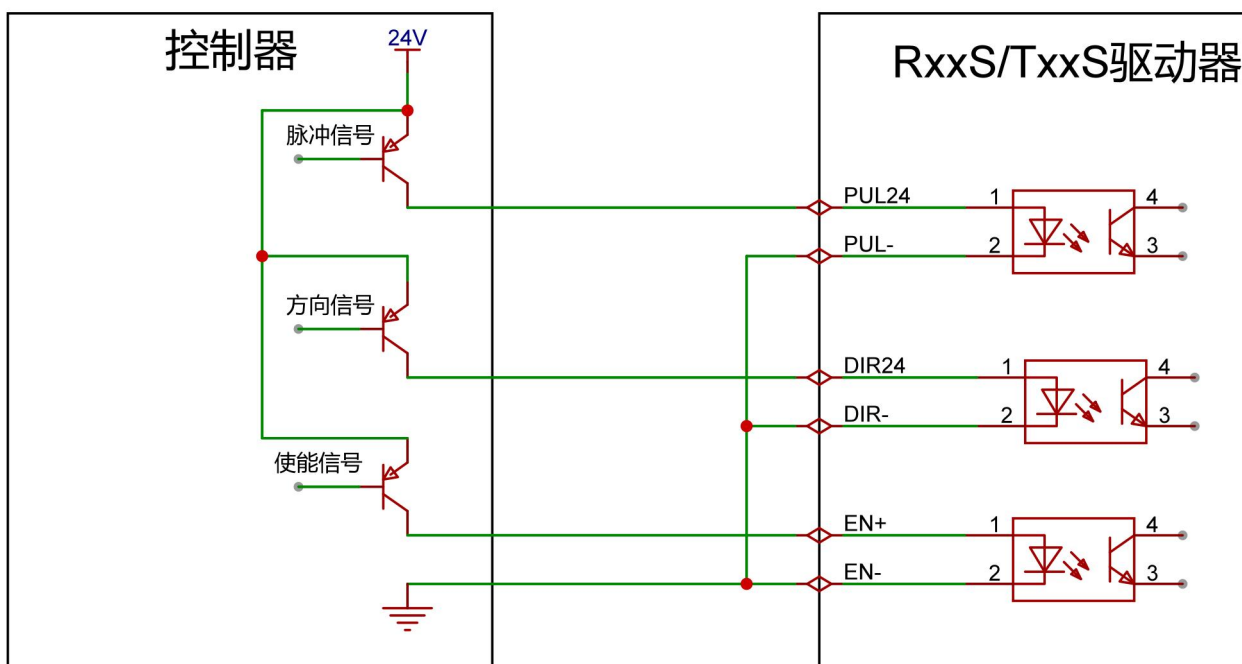 控制器
24V
RxxS/TxxS驱动器
脉冲信号
PUL24
1
4
PUL-
2
3
方向信号
DIR24
1
4
DIR-
2
3
使能信号
EN+
1
4
EN-
2
3